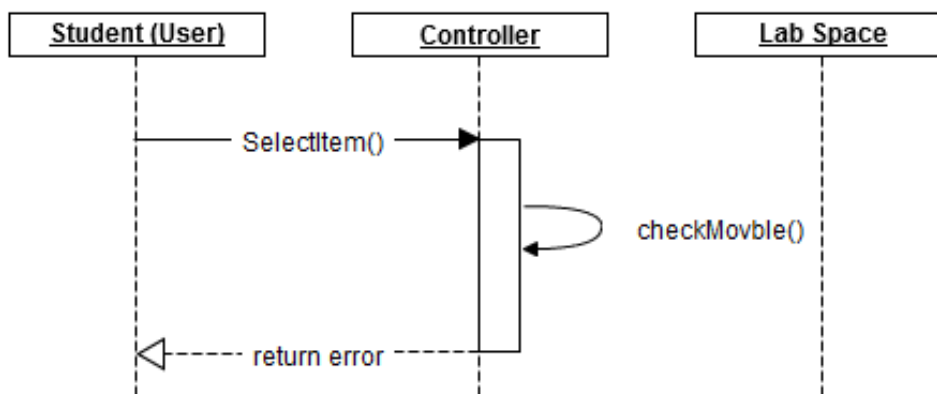 Student (User)
Controller
Lab Space
SelectItem()
checkMovble()
return error